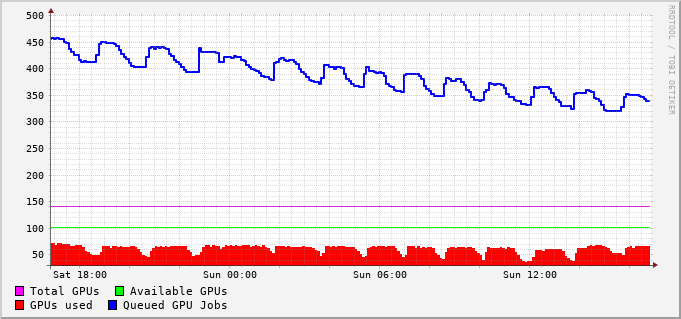 500
450
400
350
300
250
200
150
100
50
Sat 18:00 Sun 00:00 Sun 06:00 Sun 12:00
Total GPUs Available GPUs
GPUs used Queued GPU Jobs
RRDTOOL / TOBI OETIKER